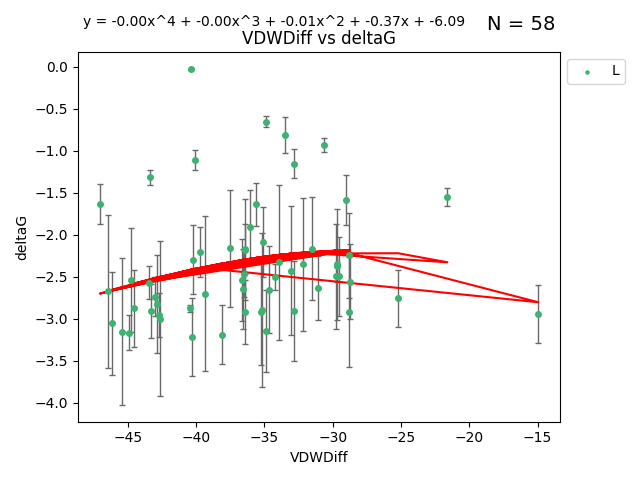 y = -0.00x^4 + -0.00x^3 + -0.01x^2 + -0.37x + -6.09
N = 58
VDWDiff vs deltaG
L
0.0
−0.5
−1.0
−1.5
−2.0
−2.5
−3.0
−3.5
−4.0
deltaG
−45 −40 −35 −30 −25 −20 −15
VDWDiff